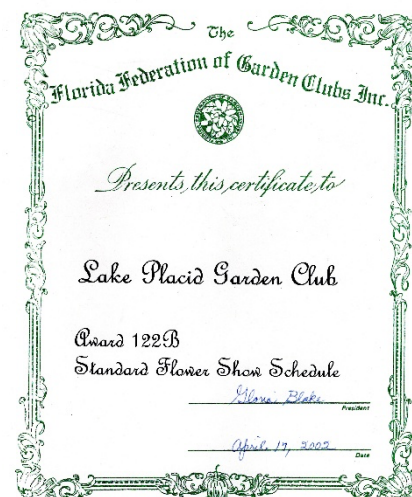 The
Florida Federation of Garden Clubs Inc.
Presents this certificate to
Lake Placid Garden Club
Award 122B
Standard Flower Show Schedule
Gloria Blake
President
April 17, 2002
Date